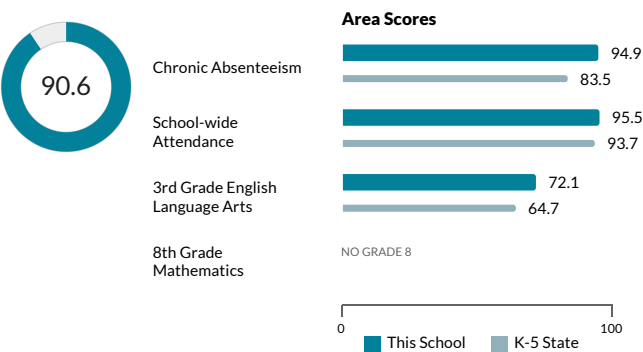 Area Scores
90.6
Chronic Absenteeism
94.9
83.5
School-wide
Attendance
95.5
93.7
3rd Grade English
Language Arts
72.1
64.7
8th Grade
Mathematics
NO GRADE 8
0
100
This School
K-5 State